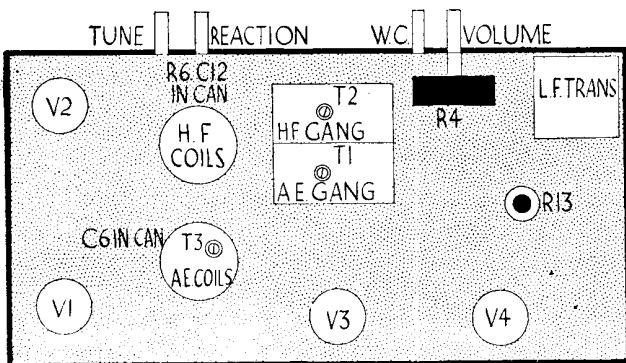 TUNE REACTION W.C. VOLUME
R6 C12
IN CAN
V2
H.F
COILS
T2
HF GANG
T1
A.E. GANG
R4
L.F. TRANS
R13
C6 IN CAN
T3
AE.COILS
V1
V3
V4